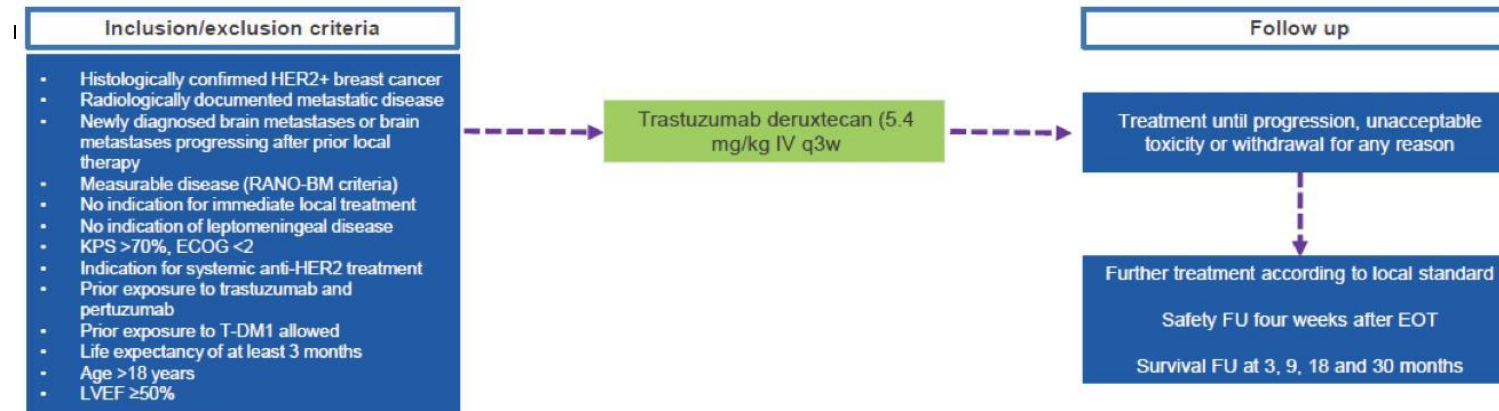 Inclusion/exclusion criteria
• Histologically confirmed HER2+ breast cancer
• Radiologically documented metastatic disease
• Newly diagnosed brain metastases or brain
metastases progressing after prior local
therapy
• Measurable disease (RANO-BM criteria)
• No indication for immediate local treatment
• No indication of leptomeningeal disease
• KPS >70%, ECOG <2
• Indication for systemic anti-HER2 treatment
• Prior exposure to trastuzumab and
pertuzumab
• Prior exposure to T-DM1 allowed
• Life expectancy of at least 3 months
• Age >18 years
• LVEF ≥50%
Trastuzumab deruxtecan (5.4
mg/kg IV q3w
Follow up
Treatment until progression, unacceptable
toxicity or withdrawal for any reason
Further treatment according to local standard
Safety FU four weeks after EOT
Survival FU at 3, 9, 18 and 30 months